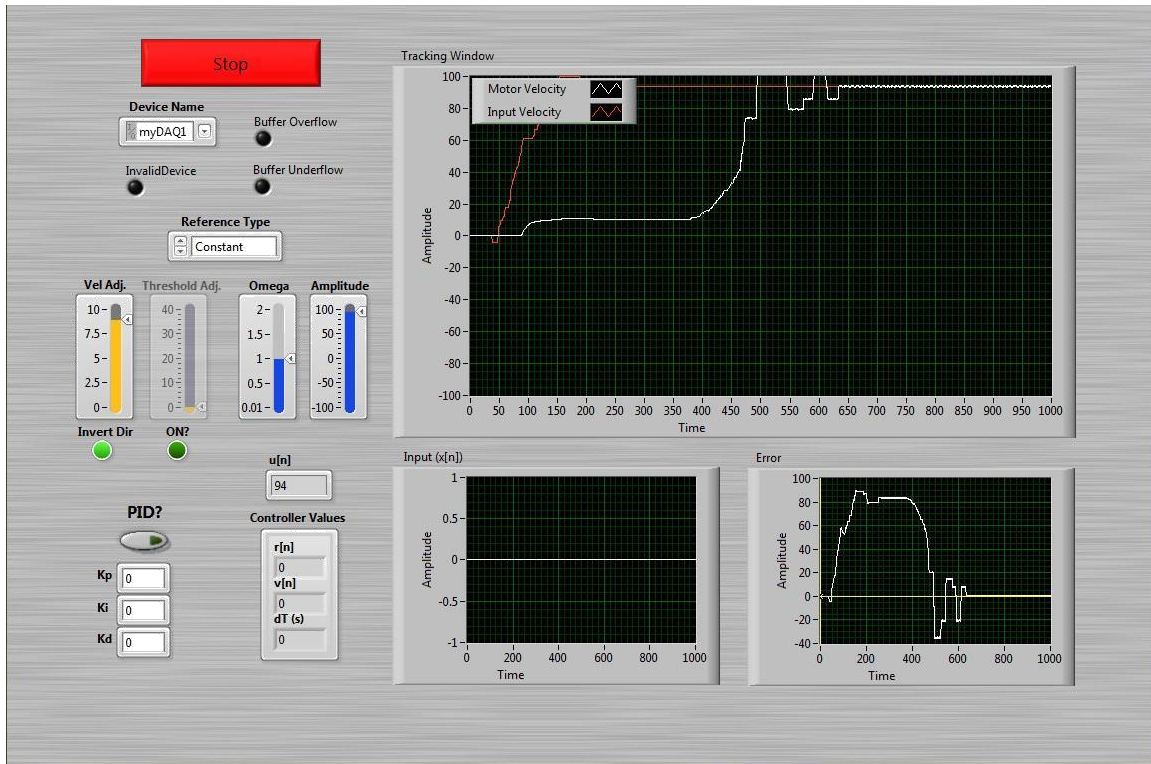 Stop
Device Name
myDAQ1
Buffer Overflow
InvalidDevice
Buffer Underflow
Reference Type
Constant
Vel Adj. Threshold Adj. Omega Amplitude
10 40 2 100
7.5 30 1.5 50
5 20 1 0
2.5 10 0.5 -50
0 0 0.01 -100
Invert Dir ON?
u[n]
94
PID?
Kp 0
Ki 0
Kd 0
Controller Values
r[n]
0
v[n]
0
dT (s)
0
Tracking Window
Motor Velocity
Input Velocity
Amplitude
100
80
60
40
20
0
-20
-40
-60
-80
-100
0 50 100 150 200 250 300 350 400 450 500 550 600 650 700 750 800 850 900 950 1000
Time
Input (x[n])
Amplitude
1
0.5
0
-0.5
-1
0 200 400 600 800 1000
Time
Error
Amplitude
100
80
60
40
20
0
-20
-40
0 200 400 600 800 1000
Time